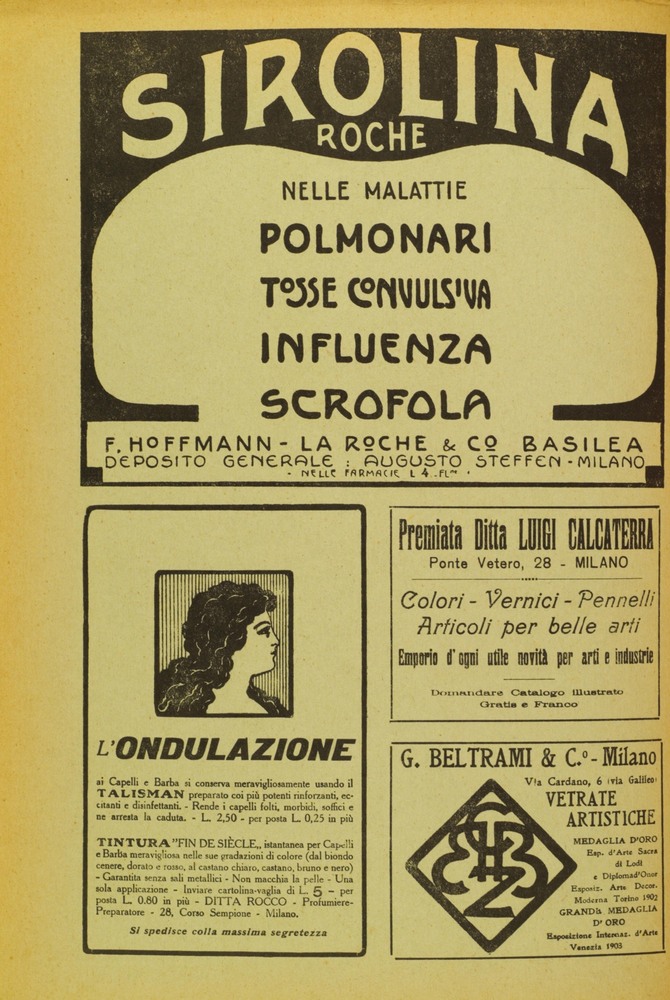 SIROLINA
ROCHE
NELLE MALATTIE
POLMONARI
TOSSE CONVULSIVA
INFLUENZA
SCROFOLA
F. HOFFMANN - LA ROCHE & CO BASILEA
DEPOSITO GENERALE : AUGUSTO STEFFEN - MILANO
- NELLE FARMACIE L 4. FLne -
L'ONDULAZIONE
ai Capelli e Barba si conserva meravigliosamente usando il
TALISMAN preparato coi più potenti rinforzanti, ec-
citanti e disinfettanti. - Rende i capelli folti, morbidi, soffici e
ne arresta la caduta. - L. 2,50 - per posta L. 0,25 in più
TINTURA "FIN DE SIÈCLE,, istantanea per Capelli
e Barba meravigliosa nelle sue gradazioni di colore (dal biondo
cenere, dorato e rosso, al castano chiaro, castano, bruno e nero)
- Garantita senza sali metallici - Non macchia la pelle - Una
sola applicazione - Inviare cartolina-vaglia di L. 5 - per
posta L. 0.80 in più - DITTA ROCCO - Profumiere-
Preparatore - 28, Corso Sempione - Milano.
Si spedisce colla massima segretezza
Premiata Ditta LUIGI CALCATERRA
Ponte Vetero, 28 - MILANO
Colori - Vernici - Pennelli
Articoli per belle arti
Emporio d'ogni utile novità per arti e industrie
Domandare Catalogo illustrato
Gratis e Franco
G. BELTRAMI & C.o - Milano
Via Cardano, 6 (via Galileo)
VETRATE
ARTISTICHE
MEDAGLIA D'ORO
Esp. d'Arte Sacra
di Lodi
e Diplomad'Onor
Esposiz. Arte Decor.
Moderna Torino 1902
GRANDE MEDAGLIA
D'ORO
Esposizione Internaz. d'Arte
Venezia 1903